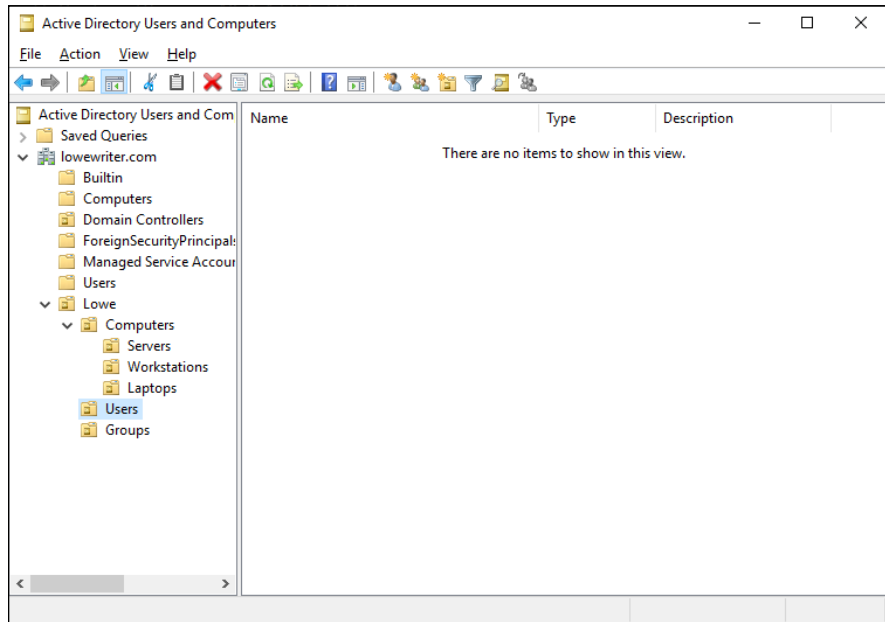 Active Directory Users and Computers
File Action View Help
Active Directory Users and Com
Saved Queries
lowewriter.com
Builtin
Computers
Domain Controllers
ForeignSecurityPrincipals
Managed Service Accour
Users
Lowe
Computers
Servers
Workstations
Laptops
Users
Groups
Name Type Description
There are no items to show in this view.